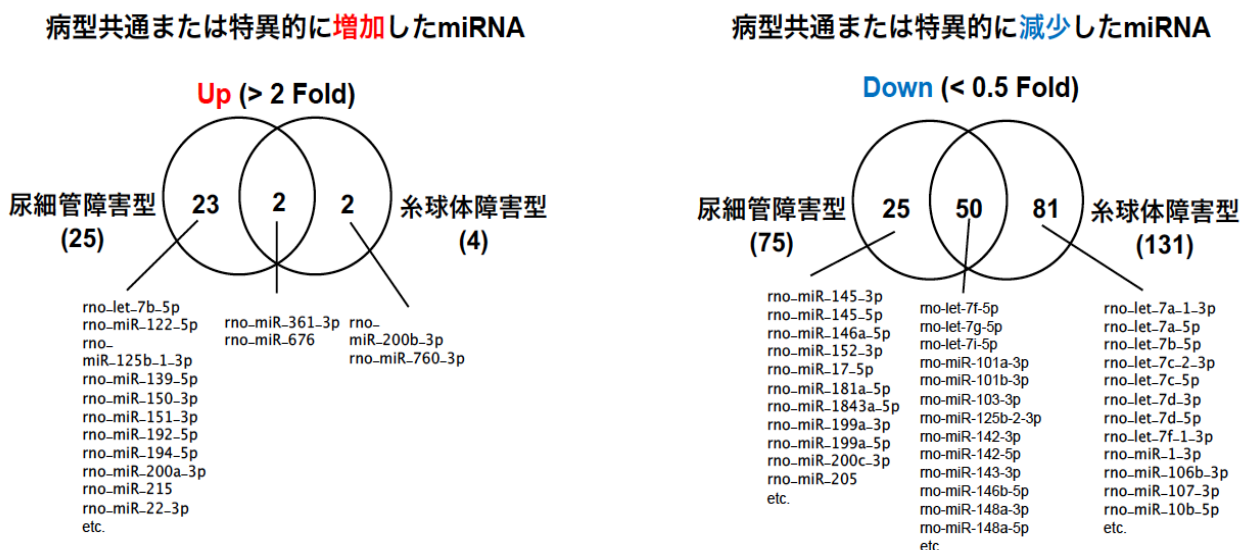 病型共通または特異的に増加したmiRNA
Up (> 2 Fold)
尿細管障害型
(25)
23
2
2
糸球体障害型
(4)
rno_let_7b_5p
rno_miR_122_5p
rno_
miR_125b_1_3p
rno_miR_139_5p
rno_miR_150_3p
rno_miR_151_3p
rno_miR_192_5p
rno_miR_194_5p
rno_miR_200a_3p
rno_miR_215
rno_miR_22_3p
etc.
rno_miR_361_3p
rno_miR_676
rno_
miR_200b_3p
rno_miR_760_3p
病型共通または特異的に減少したmiRNA
Down (< 0.5 Fold)
尿細管障害型
(75)
25
50
81
糸球体障害型
(131)
rno_miR_145_3p
rno_miR_145_5p
rno_miR_146a_5p
rno_miR_152_3p
rno_miR_17_5p
rno_miR_181a_5p
rno_miR_1843a_5p
rno_miR_199a_3p
rno_miR_199a_5p
rno_miR_200c_3p
rno_miR_205
etc.
rno-let-7f-5p
rno-let-7g-5p
rno-let-7i-5p
rno-miR-101a-3p
rno-miR-101b-3p
rno-miR-103-3p
rno-miR-125b-2-3p
rno-miR-142-3p
rno-miR-142-5p
rno-miR-143-3p
rno-miR-146b-5p
rno-miR-148a-3p
rno-miR-148a-5p
etc
rno_let_7a_1_3p
rno_let_7a_5p
rno_let_7b_5p
rno_let_7c_2_3p
rno_let_7c_5p
rno_let_7d_3p
rno_let_7d_5p
rno_let_7f_1_3p
rno_miR_1_3p
rno_miR_106b_3p
rno_miR_107_3p
rno_miR_10b_5p
etc.